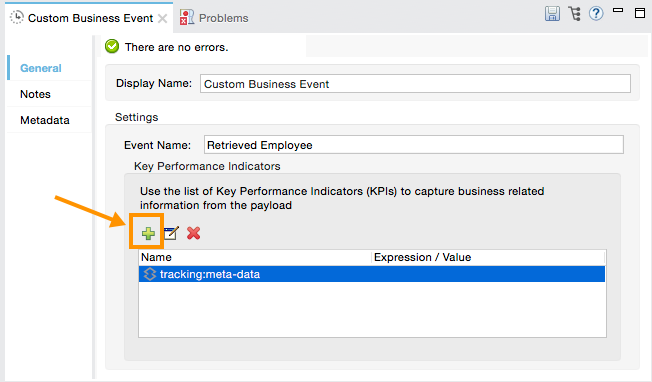 Custom Business Event
Problems
There are no errors.
General
Notes
Metadata
Display Name: Custom Business Event
Settings
Event Name: Retrieved Employee
Key Performance Indicators
Use the list of Key Performance Indicators (KPIs) to capture business related
information from the payload
Name Expression / Value
tracking:meta-data